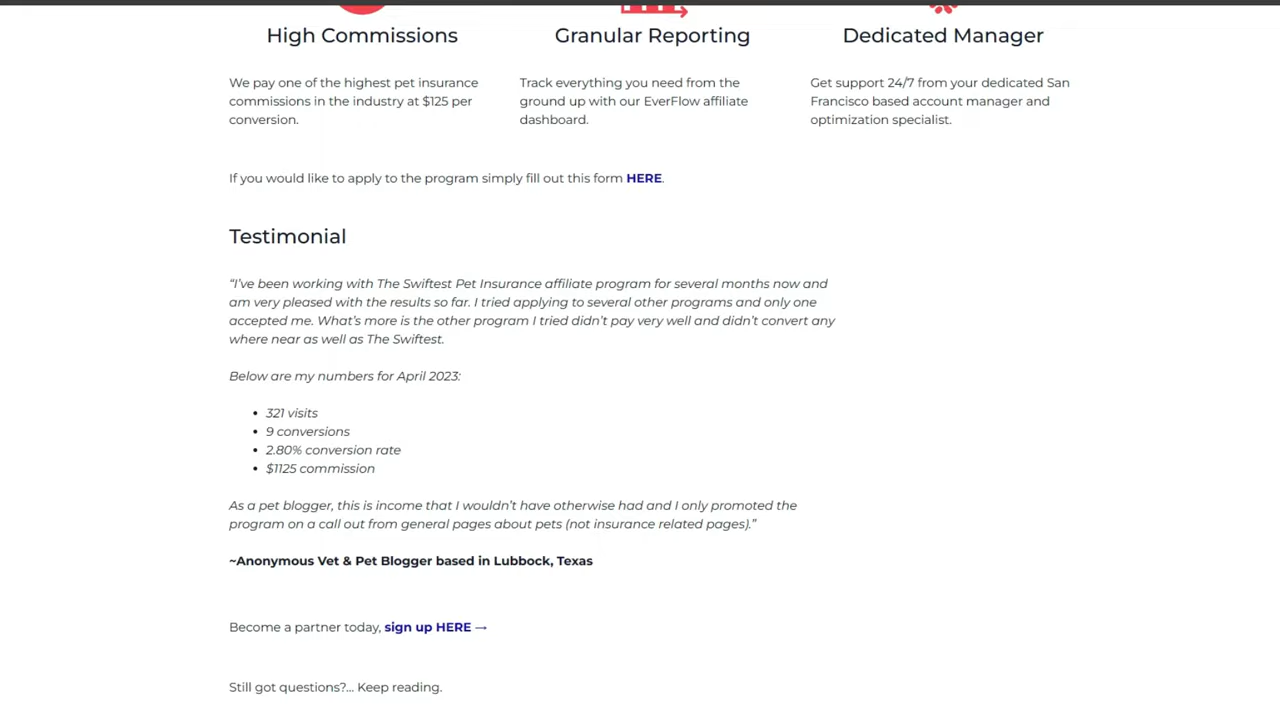 High Commissions
Granular Reporting
Dedicated Manager
We pay one of the highest pet insurance
commissions in the industry at $125 per
conversion.
Track everything you need from the
ground up with our EverFlow affiliate
dashboard.
Get support 24/7 from your dedicated San
Francisco based account manager and
optimization specialist.
If you would like to apply to the program simply fill out this form HERE.
Testimonial
“I’ve been working with The Swiftest Pet Insurance affiliate program for several months now and
am very pleased with the results so far. I tried applying to several other programs and only one
accepted me. What’s more is the other program I tried didn’t pay very well and didn’t convert any
where near as well as The Swiftest.
Below are my numbers for April 2023:
• 321 visits
• 9 conversions
• 2.80% conversion rate
• $1125 commission
As a pet blogger, this is income that I wouldn’t have otherwise had and I only promoted the
program on a call out from general pages about pets (not insurance related pages).”
~Anonymous Vet & Pet Blogger based in Lubbock, Texas
Become a partner today, sign up HERE →
Still got questions?... Keep reading.